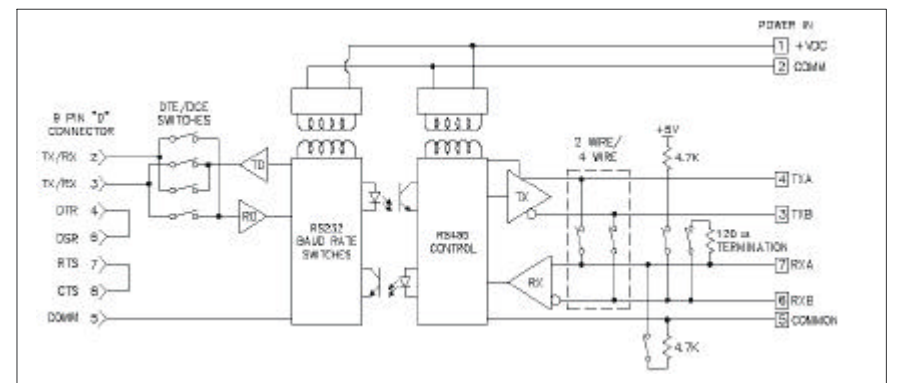 POWER IN
1 +VDC
2 COMM
9 PIN "D"
CONNECTOR
DTE/DCE
SWITCHES
TX/RX 2
TX/RX 3
DTR 4
DSR 6
RTS 7
CTS 8
COMM 5
TD
RD
RS232
BAUD RATE
SWITCHES
RS485
CONTROL
TX
RX
2 WIRE/
4 WIRE
+5V
4.7K
120 Ω
TERMINATION
4 TXA
3 TXB
7 RXA
6 RXB
5 COMMON
4.7K